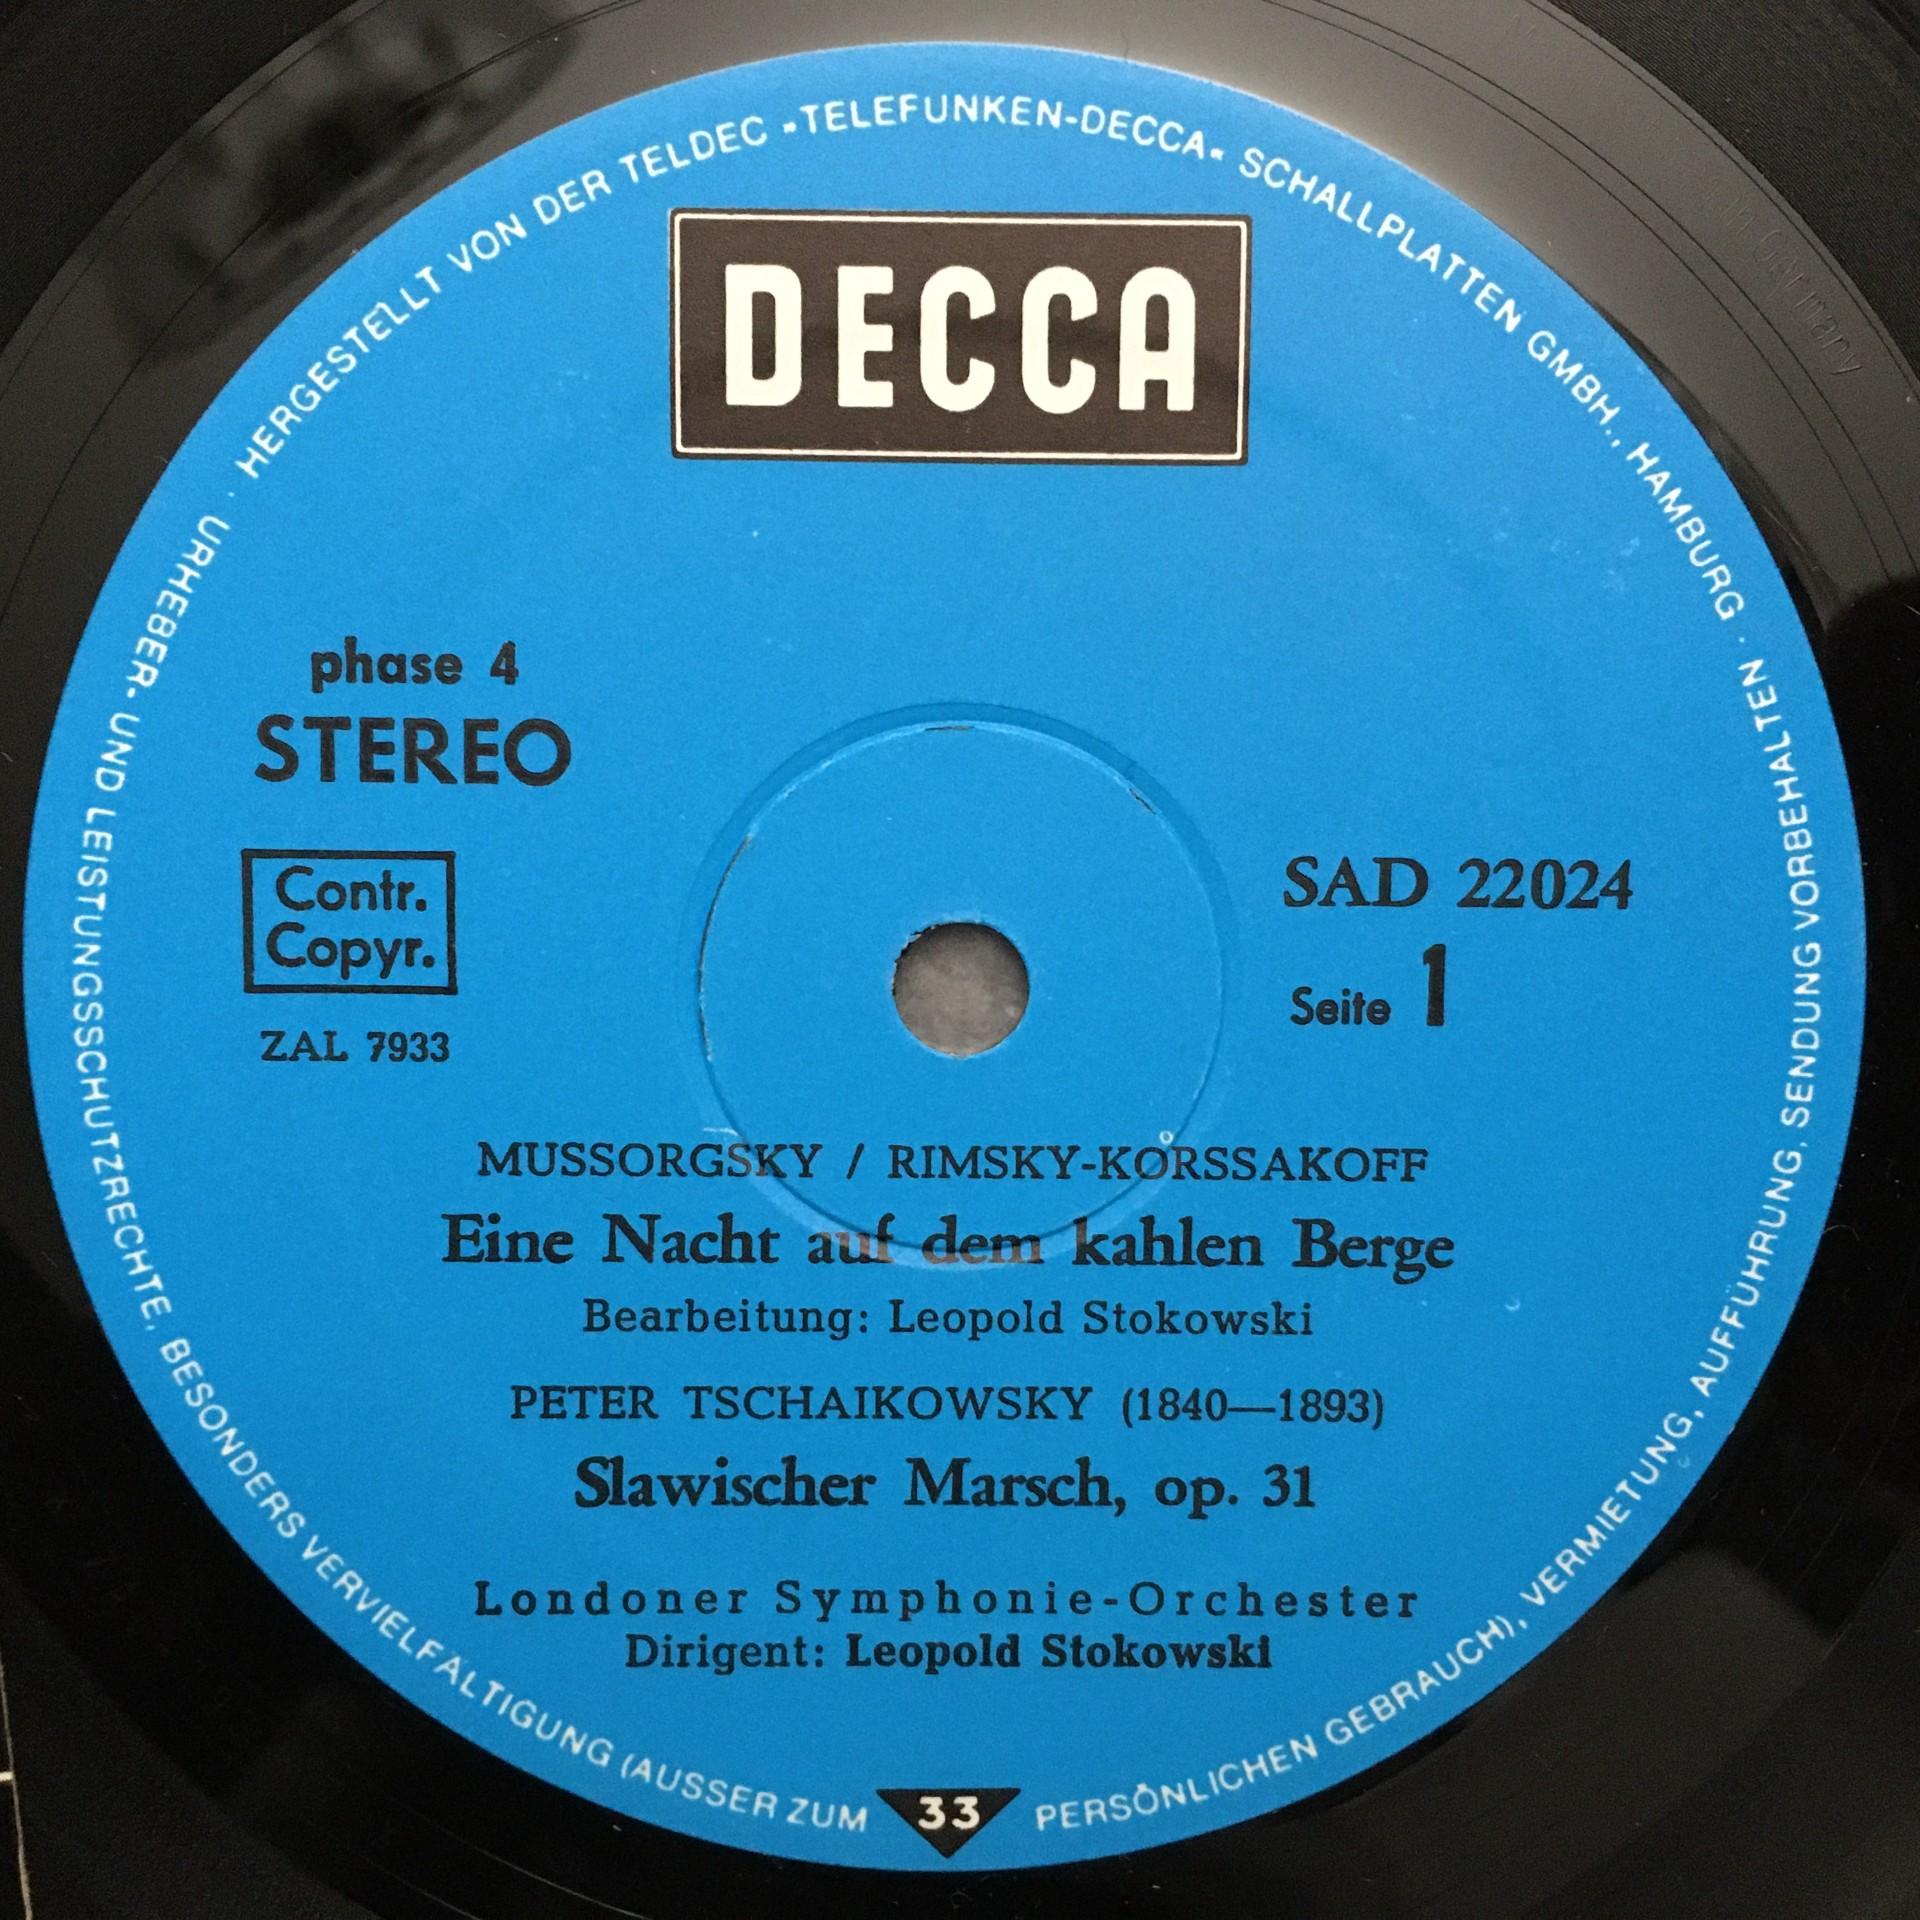 HERGESTELLT VON DER TELDEC »TELEFUNKEN-DECCA« SCHALLPLATTEN GMBH., HAMBURG ·
URHEBER- UND LEISTUNGSSCHUTZRECHTE, BESONDERS VERVIELFÄLTIGUNG (AUSSER ZUM PERSÖNLICHEN GEBRAUCH), VERMIETUNG, AUFFÜHRUNG, SENDUNG VORBEHALTEN ·
DECCA
phase 4
STEREO
Contr.
Copyr.
ZAL 7933
SAD 22024
Seite 1
MUSSORGSKY / RIMSKY-KORSSAKOFF
Eine Nacht auf dem kahlen Berge
Bearbeitung: Leopold Stokowski
PETER TSCHAIKOWSKY (1840—1893)
Slawischer Marsch, op. 31
Londoner Symphonie-Orchester
Dirigent: Leopold Stokowski
33
Germany